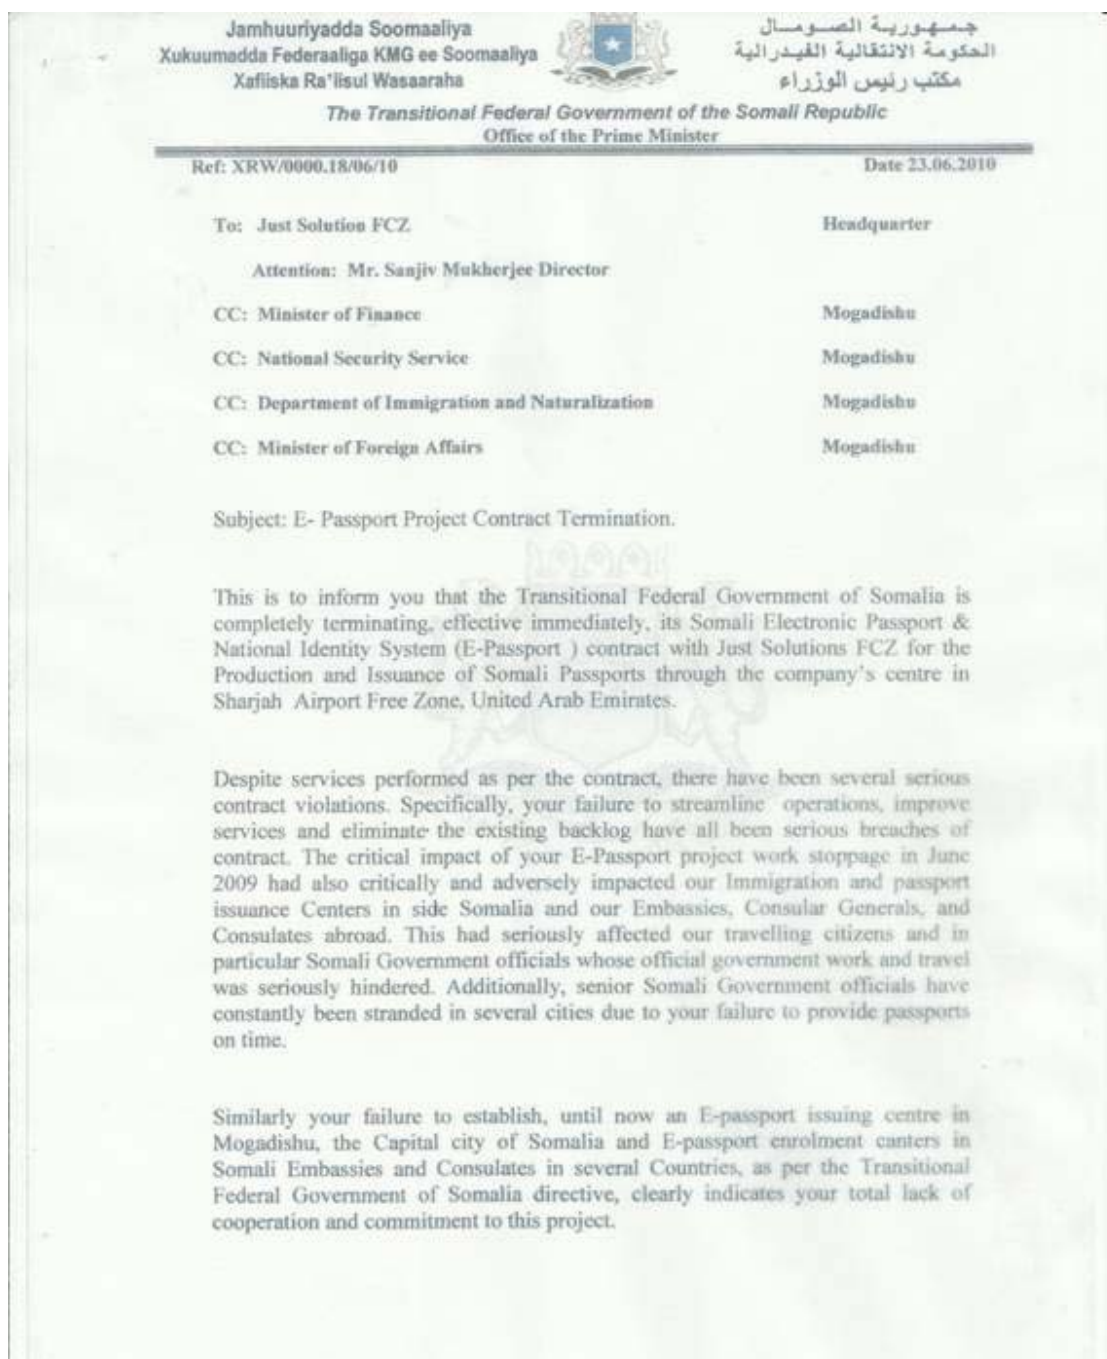 Jamhuuriyadda Soomaaliya
Xukuumadda Federaaliga KMG ee Soomaaliya
Xafiiska Ra'iisul Wasaaraha
جمهورية الصومال
الحكومة الانتقالية الفيدرالية
مكتب رئيس الوزراء
The Transitional Federal Government of the Somali Republic
Office of the Prime Minister
Ref: XRW/0000.18/06/10 Date 23.06.2010
To: Just Solution FCZ Headquarter
Attention: Mr. Sanjiv Mukherjee Director
CC: Minister of Finance Mogadishu
CC: National Security Service Mogadishu
CC: Department of Immigration and Naturalization Mogadishu
CC: Minister of Foreign Affairs Mogadishu
Subject: E- Passport Project Contract Termination.
This is to inform you that the Transitional Federal Government of Somalia is
completely terminating, effective immediately, its Somali Electronic Passport &
National Identity System (E-Passport ) contract with Just Solutions FCZ for the
Production and Issuance of Somali Passports through the company's centre in
Sharjah Airport Free Zone, United Arab Emirates.
Despite services performed as per the contract, there have been several serious
contract violations. Specifically, your failure to streamline operations, improve
services and eliminate the existing backlog have all been serious breaches of
contract. The critical impact of your E-Passport project work stoppage in June
2009 had also critically and adversely impacted our Immigration and passport
issuance Centers in side Somalia and our Embassies, Consular Generals, and
Consulates abroad. This had seriously affected our travelling citizens and in
particular Somali Government officials whose official government work and travel
was seriously hindered. Additionally, senior Somali Government officials have
constantly been stranded in several cities due to your failure to provide passports
on time.
Similarly your failure to establish, until now an E-passport issuing centre in
Mogadishu, the Capital city of Somalia and E-passport enrolment canters in
Somali Embassies and Consulates in several Countries, as per the Transitional
Federal Government of Somalia directive, clearly indicates your total lack of
cooperation and commitment to this project.